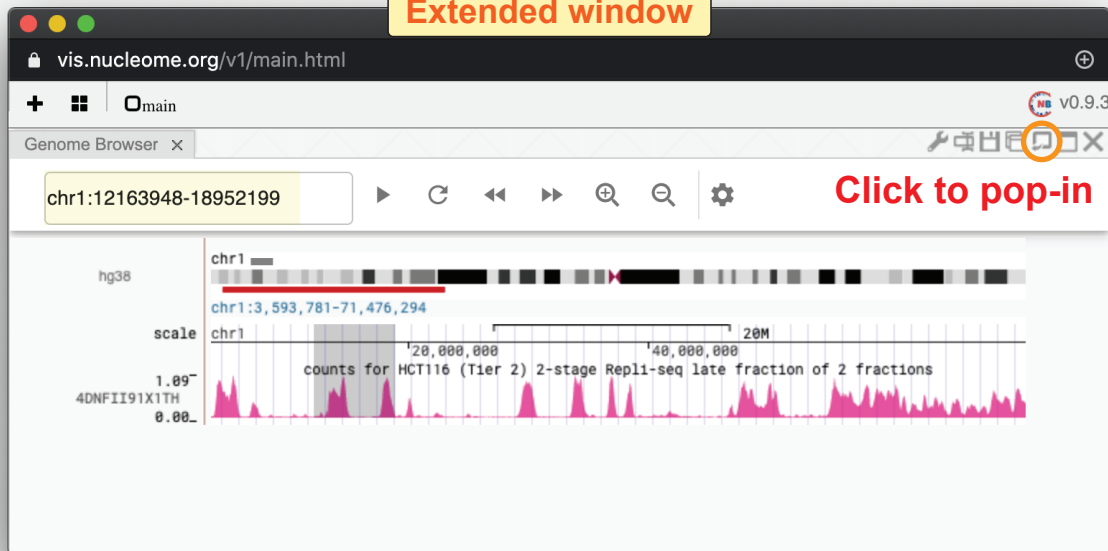 Extended window
vis.nucleome.org/v1/main.html
main
NB v0.9.3
Genome Browser
chr1:12163948-18952199
Click to pop-in
chr1
hg38
chr1:3,593,781-71,476,294
scale chr1 20M
20,000,000 40,000,000
counts for HCT116 (Tier 2) 2-stage Repli-seq late fraction of 2 fractions
1.09
4DNFII91X1TH
0.00